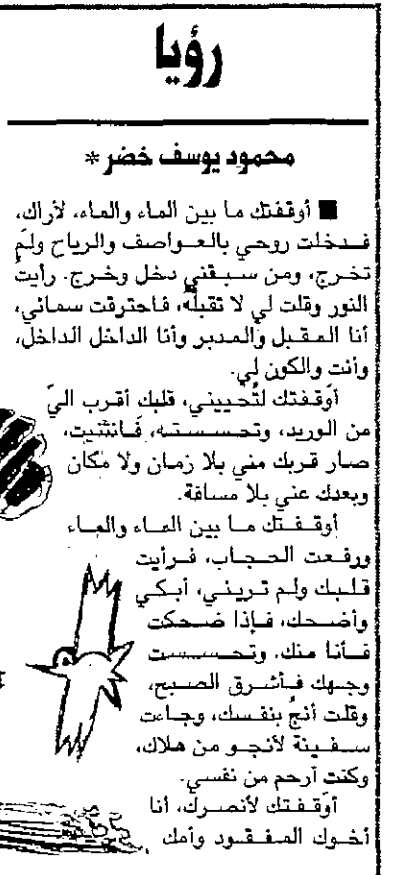 رؤيا
محمود يوسف خضر *
■ أوقفتك ما بين الماء والماء، لأراك،
فدخلت روحي بالعواصف والرياح ولمَ
تخرج، ومن سبقني دخل وخرج. رأيت
النور وقلت لي لا تقبله، فاحترقت سمائي،
أنا المقبل والمدبر وأنا الداخل الداخل،
وأنت والكون لي.
أوقفتك لتُحييني، قلبك أقرب اليّ
من الوريد، وتحسسته، فانثنيت،
صار قربك مني بلا زمان ولا مكان
وبعدك عني بلا مسافة.
أوقفتك ما بين الماء والماء
ورفعت الحجاب، فرأيت
قلبك ولم تريني، أبكي
وأضحك، فإذا ضحكت
فأنا منك، وتحسست
وجهك فأشرق الصبح،
وقلت أنجُ بنفسك، وجاءت
سفينة لأنجو من هلاك،
وكنت أرحم من نفسي.
أوقفتك لأنصرك، أنا
أخوك المفقود وأمك